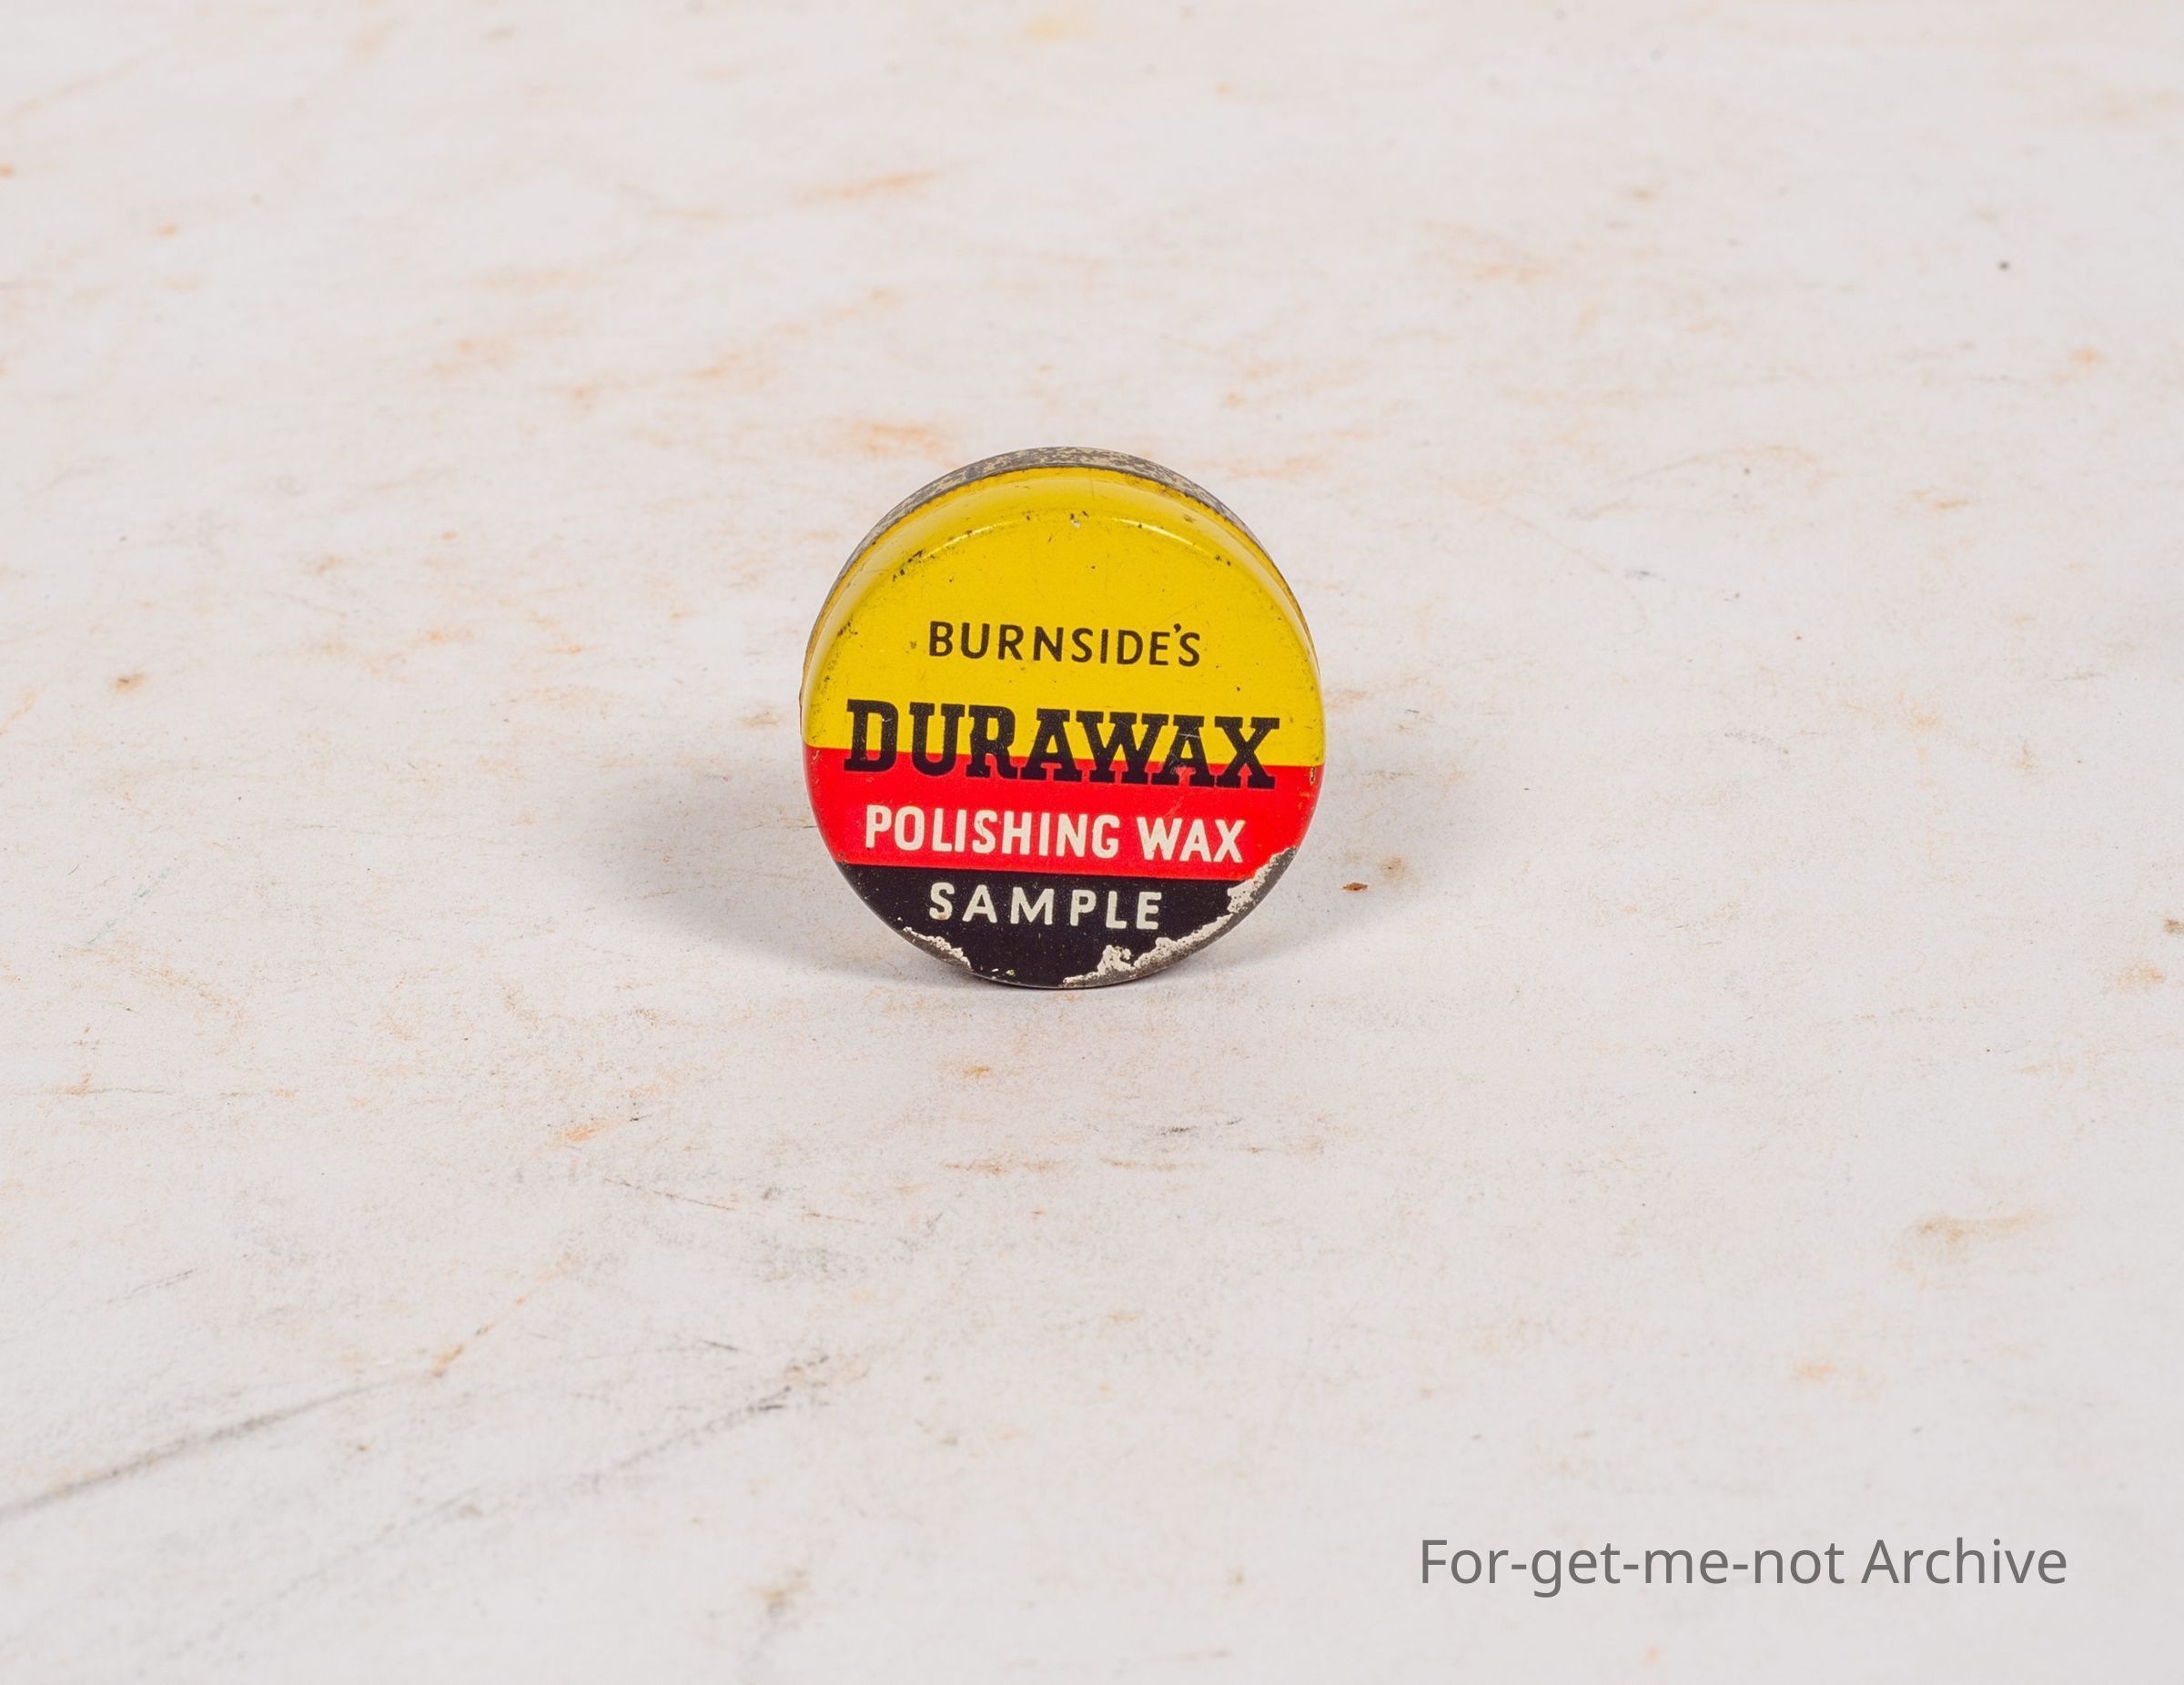 BURNSIDE'S
DURAWAX
POLISHING WAX
SAMPLE
For-get-me-not Archive